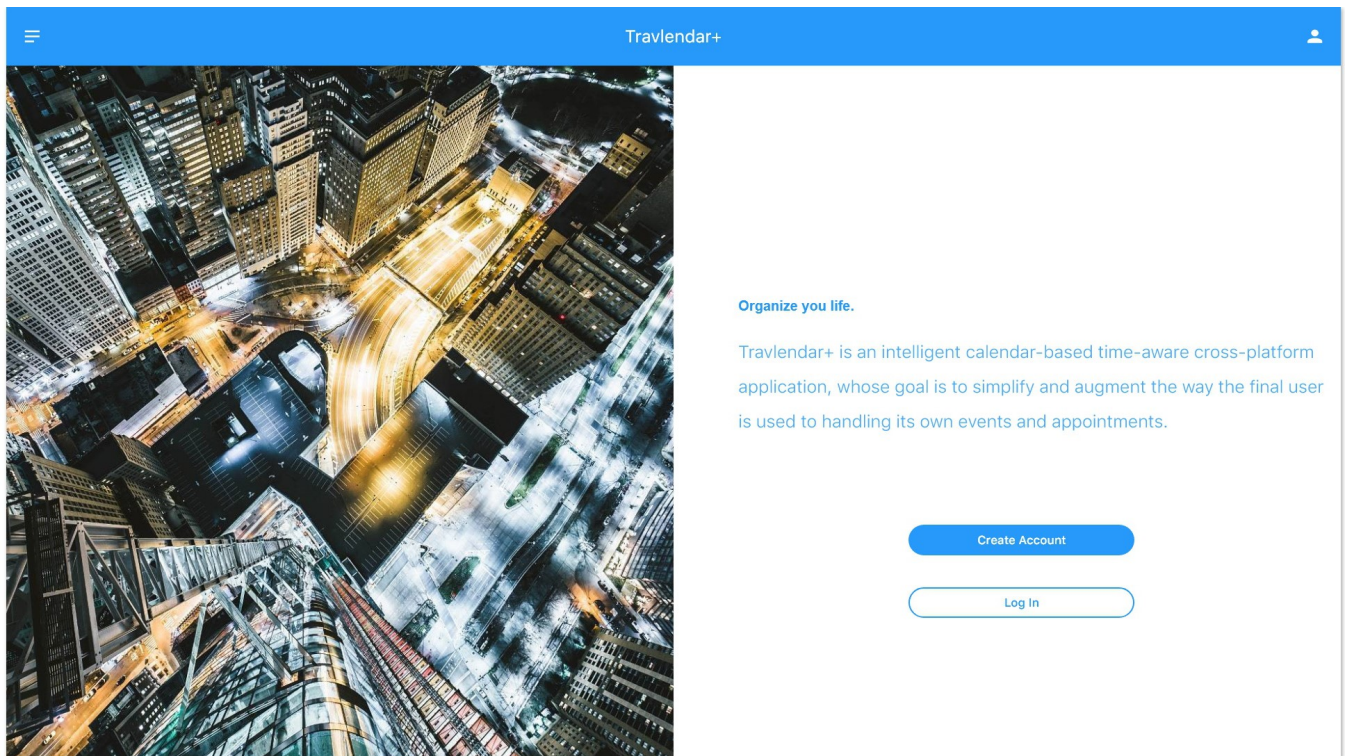 Travlendar+
Organize you life.
Travlendar+ is an intelligent calendar-based time-aware cross-platform
application, whose goal is to simplify and augment the way the final user
is used to handling its own events and appointments.
Create Account
Log In